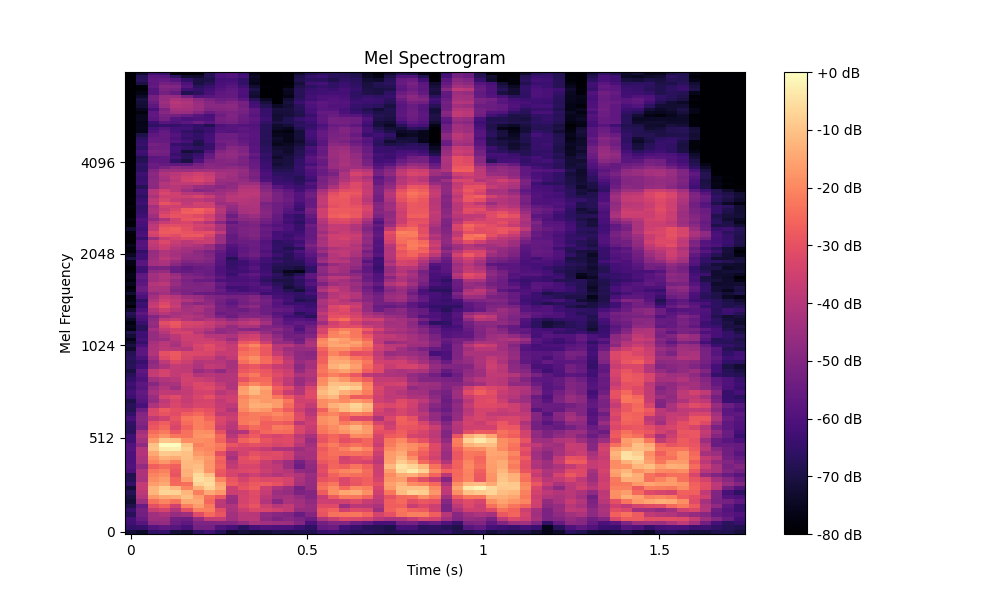 Mel Spectrogram
Mel Frequency
4096
2048
1024
512
0
0
0.5
1
1.5
Time (s)
+0 dB
-10 dB
-20 dB
-30 dB
-40 dB
-50 dB
-60 dB
-70 dB
-80 dB